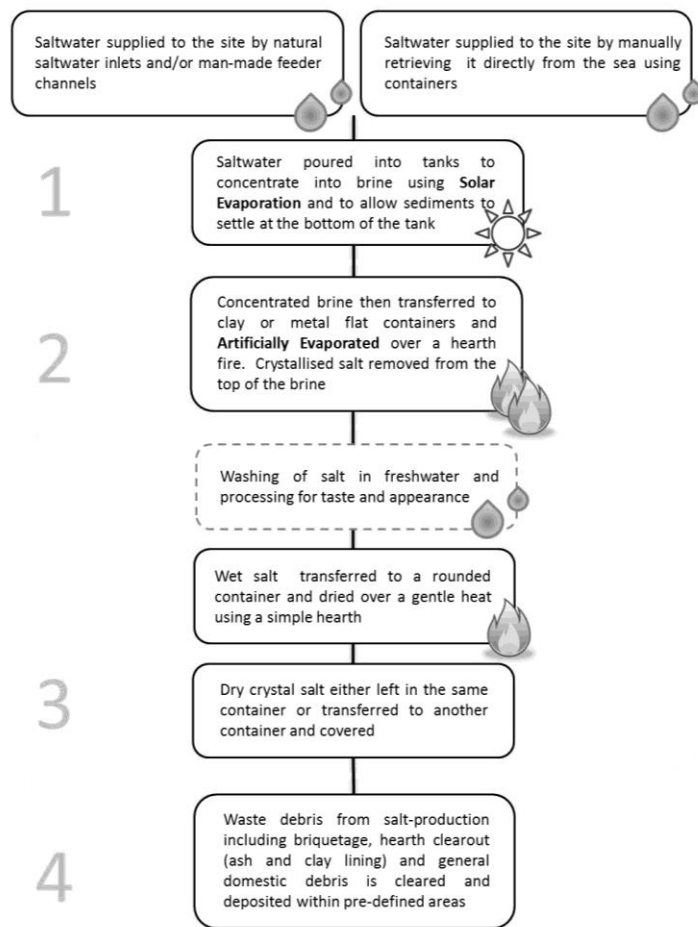 Saltwater supplied to the site by natural
saltwater inlets and/or man-made feeder
channels
Saltwater supplied to the site by manually
retrieving it directly from the sea using
containers
1
Saltwater poured into tanks to
concentrate into brine using Solar
Evaporation and to allow sediments to
settle at the bottom of the tank
2
Concentrated brine then transferred to
clay or metal flat containers and
Artificially Evaporated over a hearth
fire. Crystallised salt removed from the
top of the brine
Washing of salt in freshwater and
processing for taste and appearance
Wet salt transferred to a rounded
container and dried over a gentle heat
using a simple hearth
3
Dry crystal salt either left in the same
container or transferred to another
container and covered
4
Waste debris from salt-production
including briquetage, hearth clearout
(ash and clay lining) and general
domestic debris is cleared and
deposited within pre-defined areas